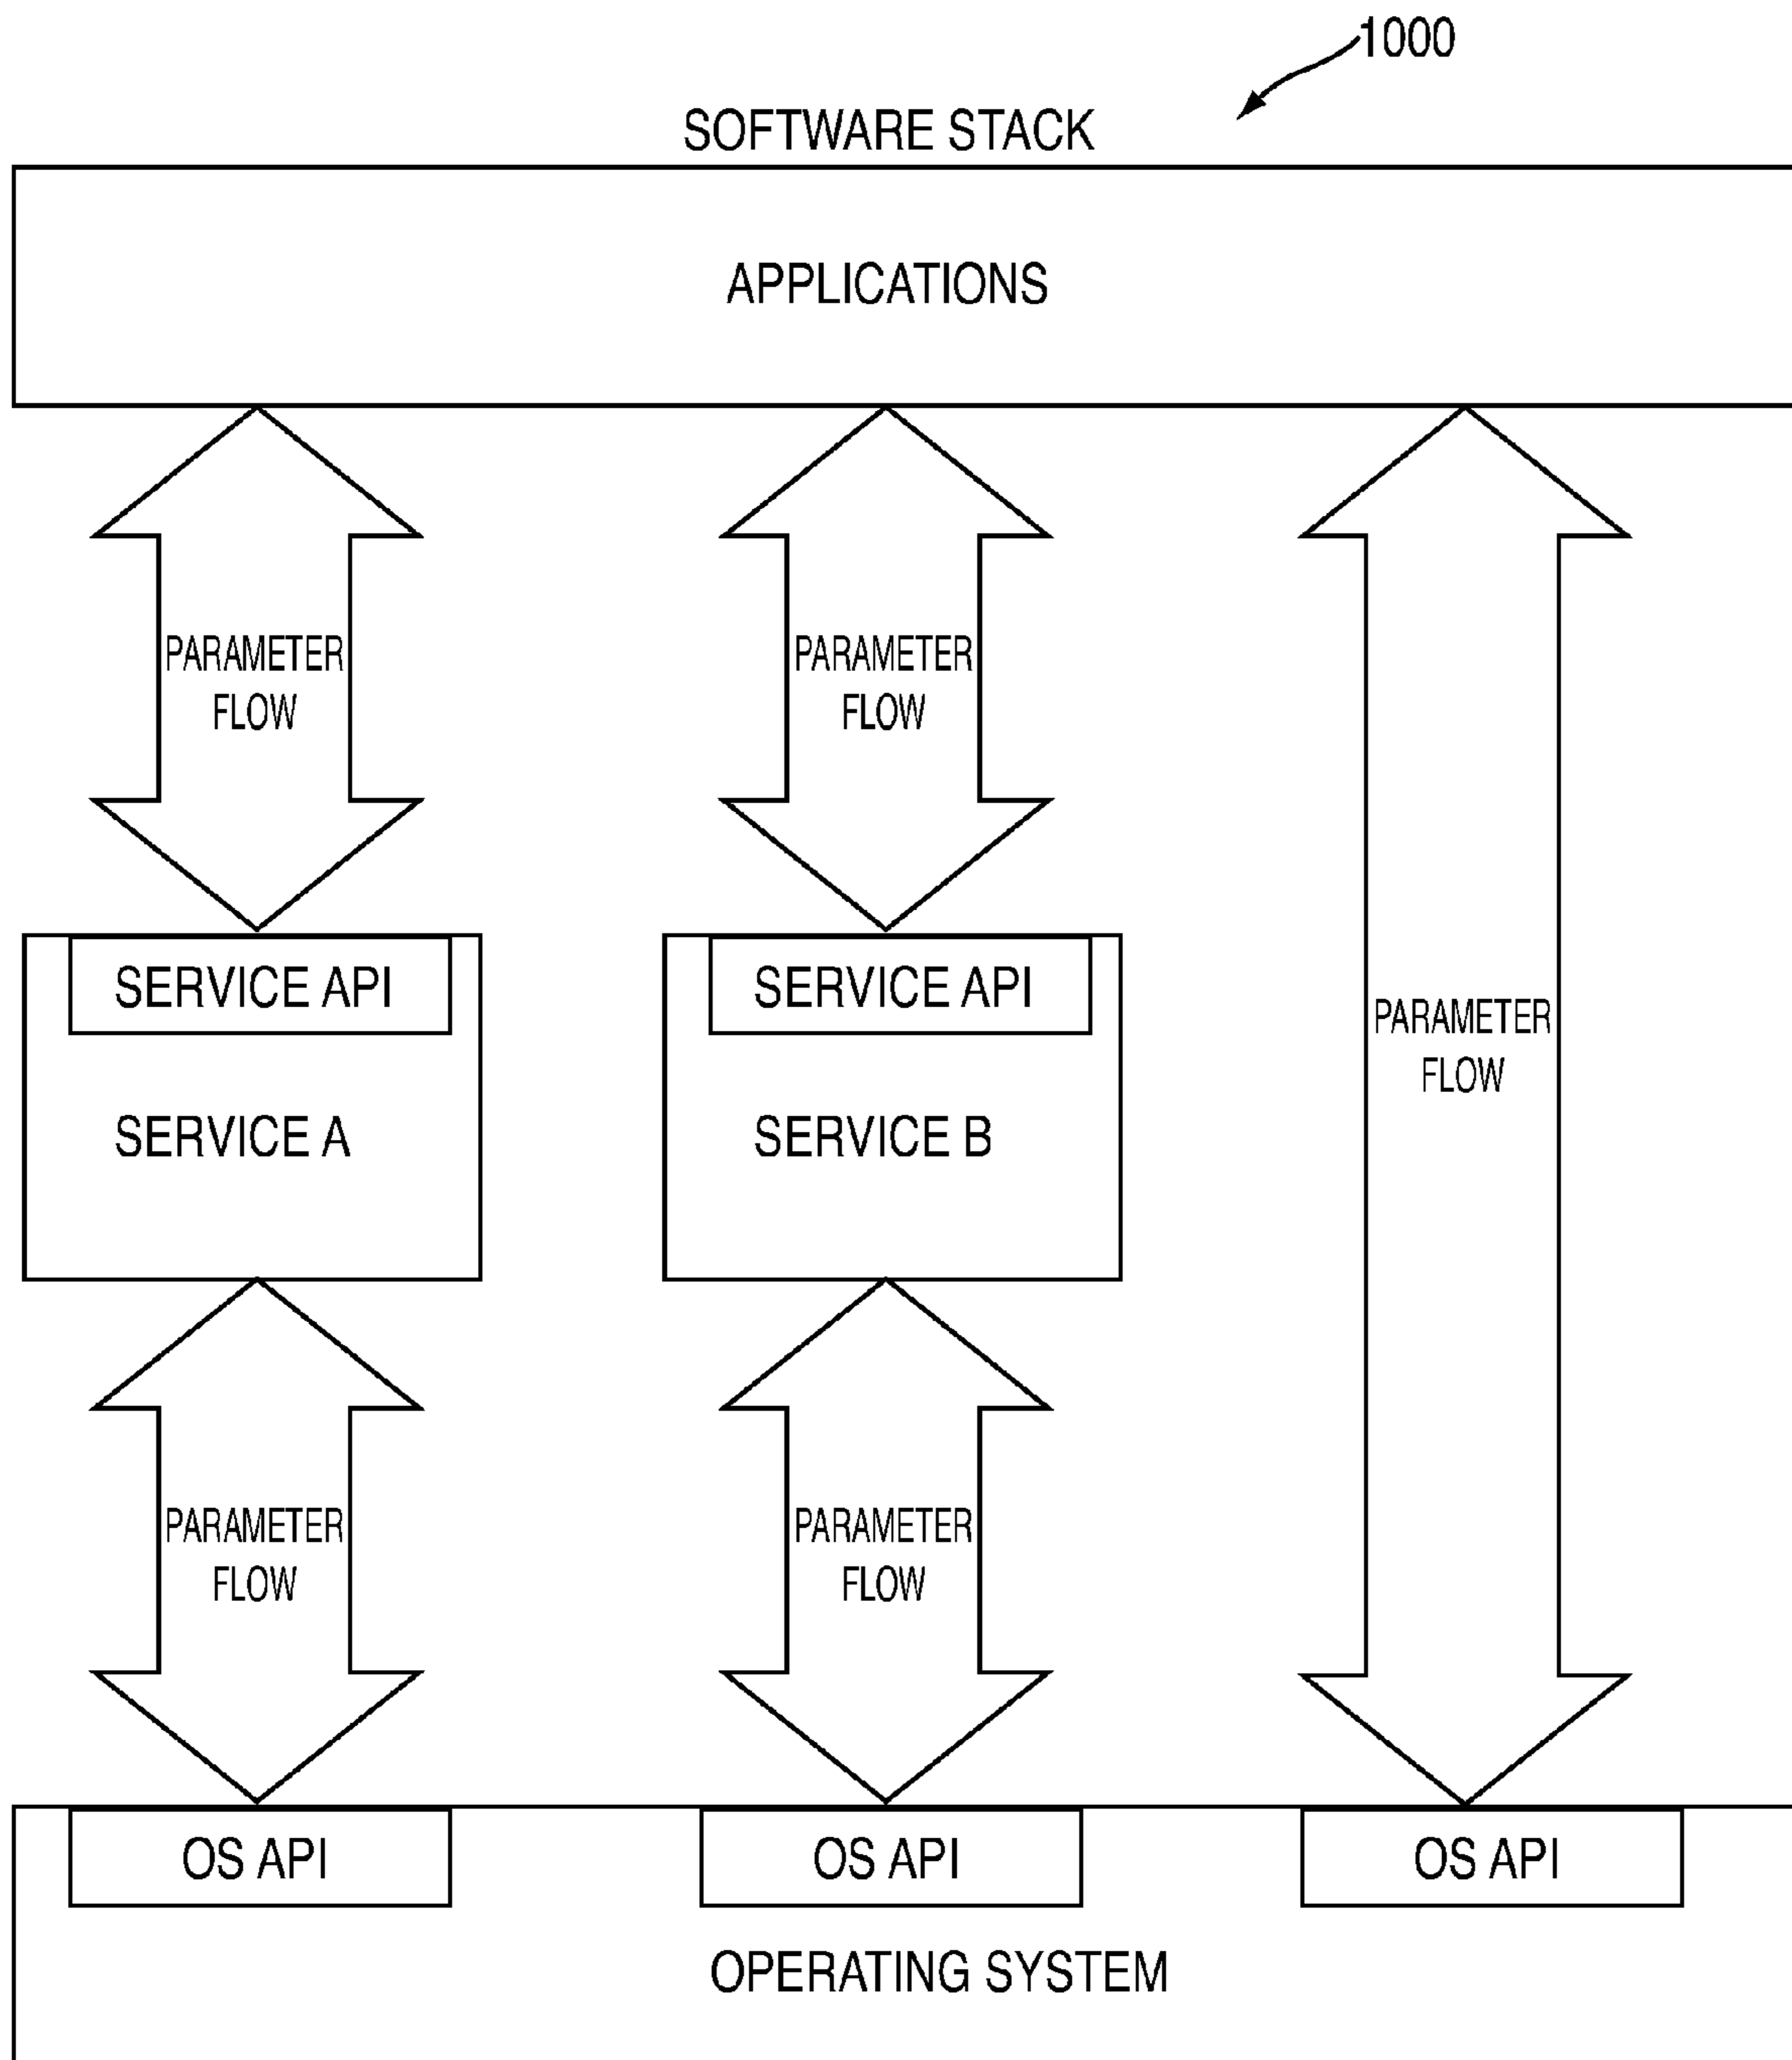 1000
SOFTWARE STACK
APPLICATIONS
PARAMETER
FLOW
PARAMETER
FLOW
SERVICE API
SERVICE A
SERVICE API
SERVICE B
PARAMETER
FLOW
PARAMETER
FLOW
PARAMETER
FLOW
OS API
OS API
OS API
OPERATING SYSTEM